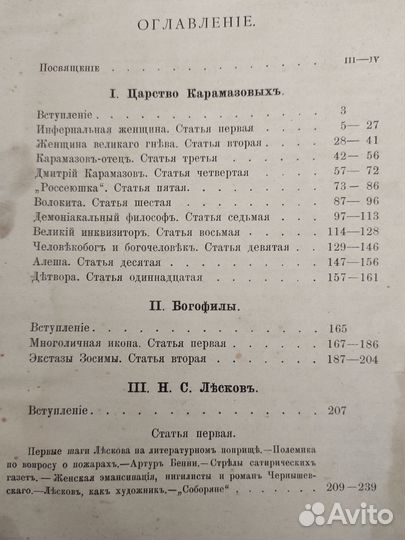 ОГЛАВЛЕНІЕ.
Посвященіе . . . . . . . . . . III—IV
I. Царство Карамазовыхъ.
Вступленіе . . . . . . . . . . 3
Инфернальная женщина. Статья первая . . . . 5— 27
Женщина великаго гнѣва. Статья вторая . . . . 28— 41
Карамазовъ-отецъ. Статья третья . . . . . 42— 56
Дмитрій Карамазовъ. Статья четвертая . . . . 57— 72
„Россеюшка“. Статья пятая. . . . . . . 73— 86
Волокита. Статья шестая . . . . . . . 87— 96
Демоніакальный философъ. Статья седьмая . . . 97—113
Великій инквизиторъ. Статья восьмая . . . . 114—128
Человѣкобогъ и богочеловѣкъ. Статья девятая . . 129—146
Алеша. Статья десятая . . . . . . . . 147—156
Дѣтвора. Статья одиннадцатая . . . . . . 157—161
II. Богофилы.
Вступленіе. . . . . . . . . . . 165
Многоличная икона. Статья первая . . . . . 167—186
Экстазы Зосимы. Статья вторая . . . . . 187—204
III. Н. С. Лѣсковъ.
Вступленіе. . . . . . . . . . . 207
Статья первая.
Первые шаги Лѣскова на литературномъ поприщѣ.—Полемика
по вопросу о пожарахъ.—Артуръ Бенни.—Стрѣлы сатирическихъ
газетъ.—Женская эмансипація, нигилисты и романъ Чернышев-
скаго.—Лѣсковъ, какъ художникъ.—„Соборяне“ . . . . 209—239
Avito